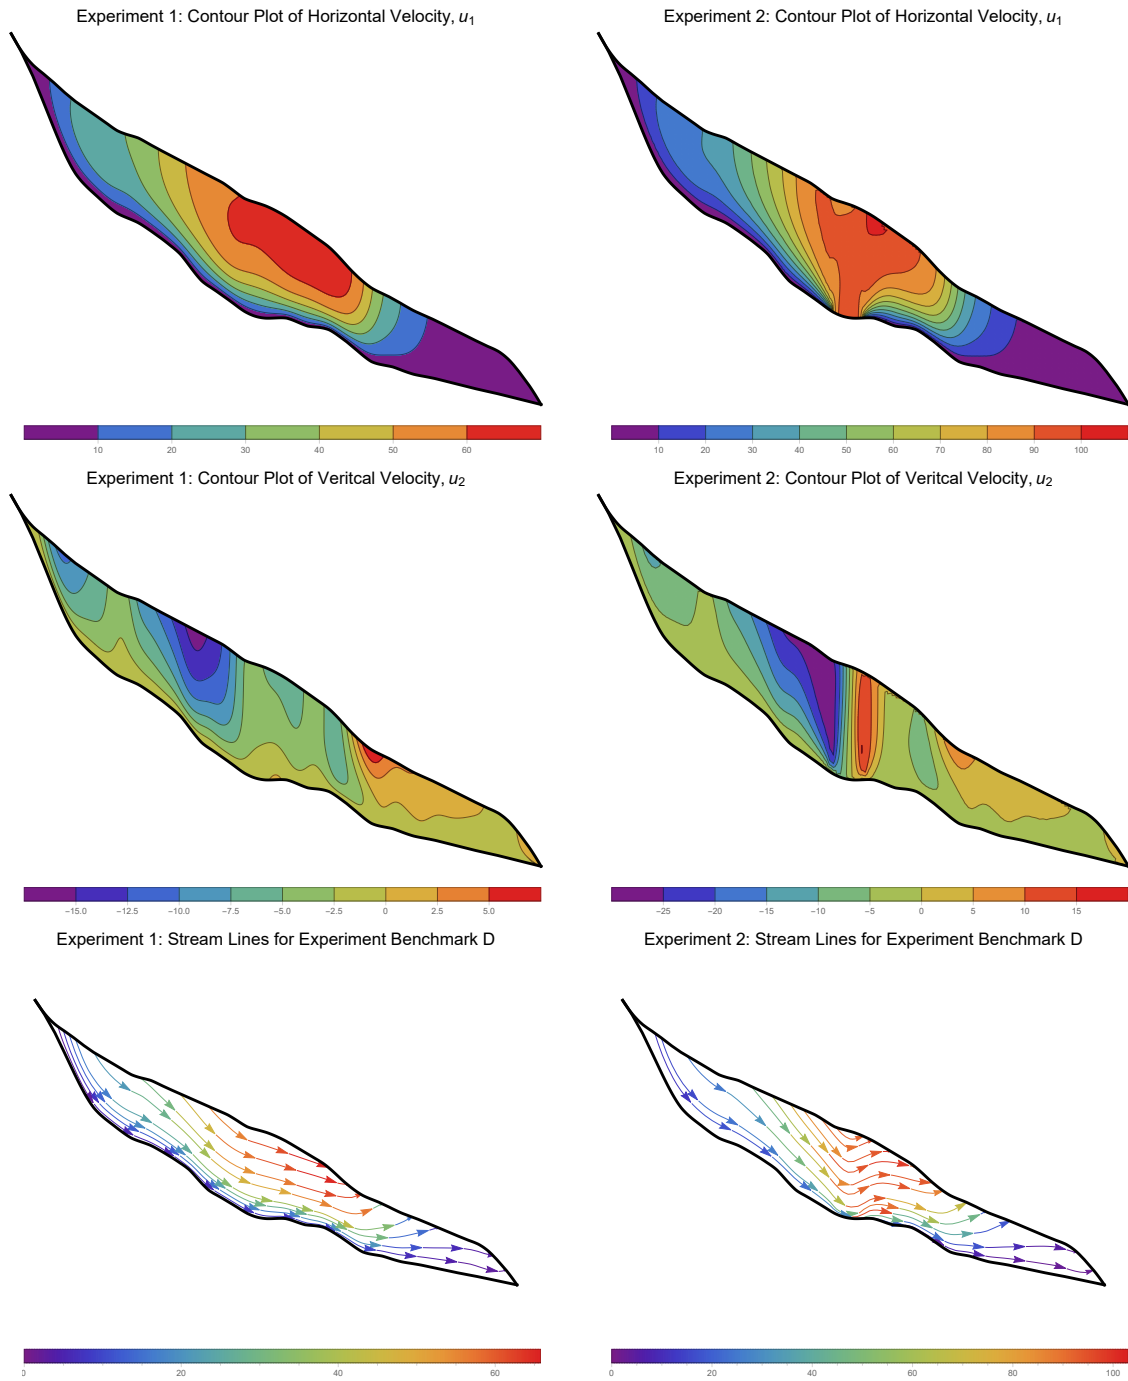 Experiment 1: Contour Plot of Horizontal Velocity, u1
Experiment 2: Contour Plot of Horizontal Velocity, u1
10 20 30 40 50 60
10 20 30 40 50 60 70 80 90 100
Experiment 1: Contour Plot of Veritcal Velocity, u2
Experiment 2: Contour Plot of Veritcal Velocity, u2
−15.0 −12.5 −10.0 −7.5 −5.0 −2.5 0 2.5 5.0
−25 −20 −15 −10 −5 0 5 10 15
Experiment 1: Stream Lines for Experiment Benchmark D
Experiment 2: Stream Lines for Experiment Benchmark D
0 20 40 60
0 20 40 60 80 100